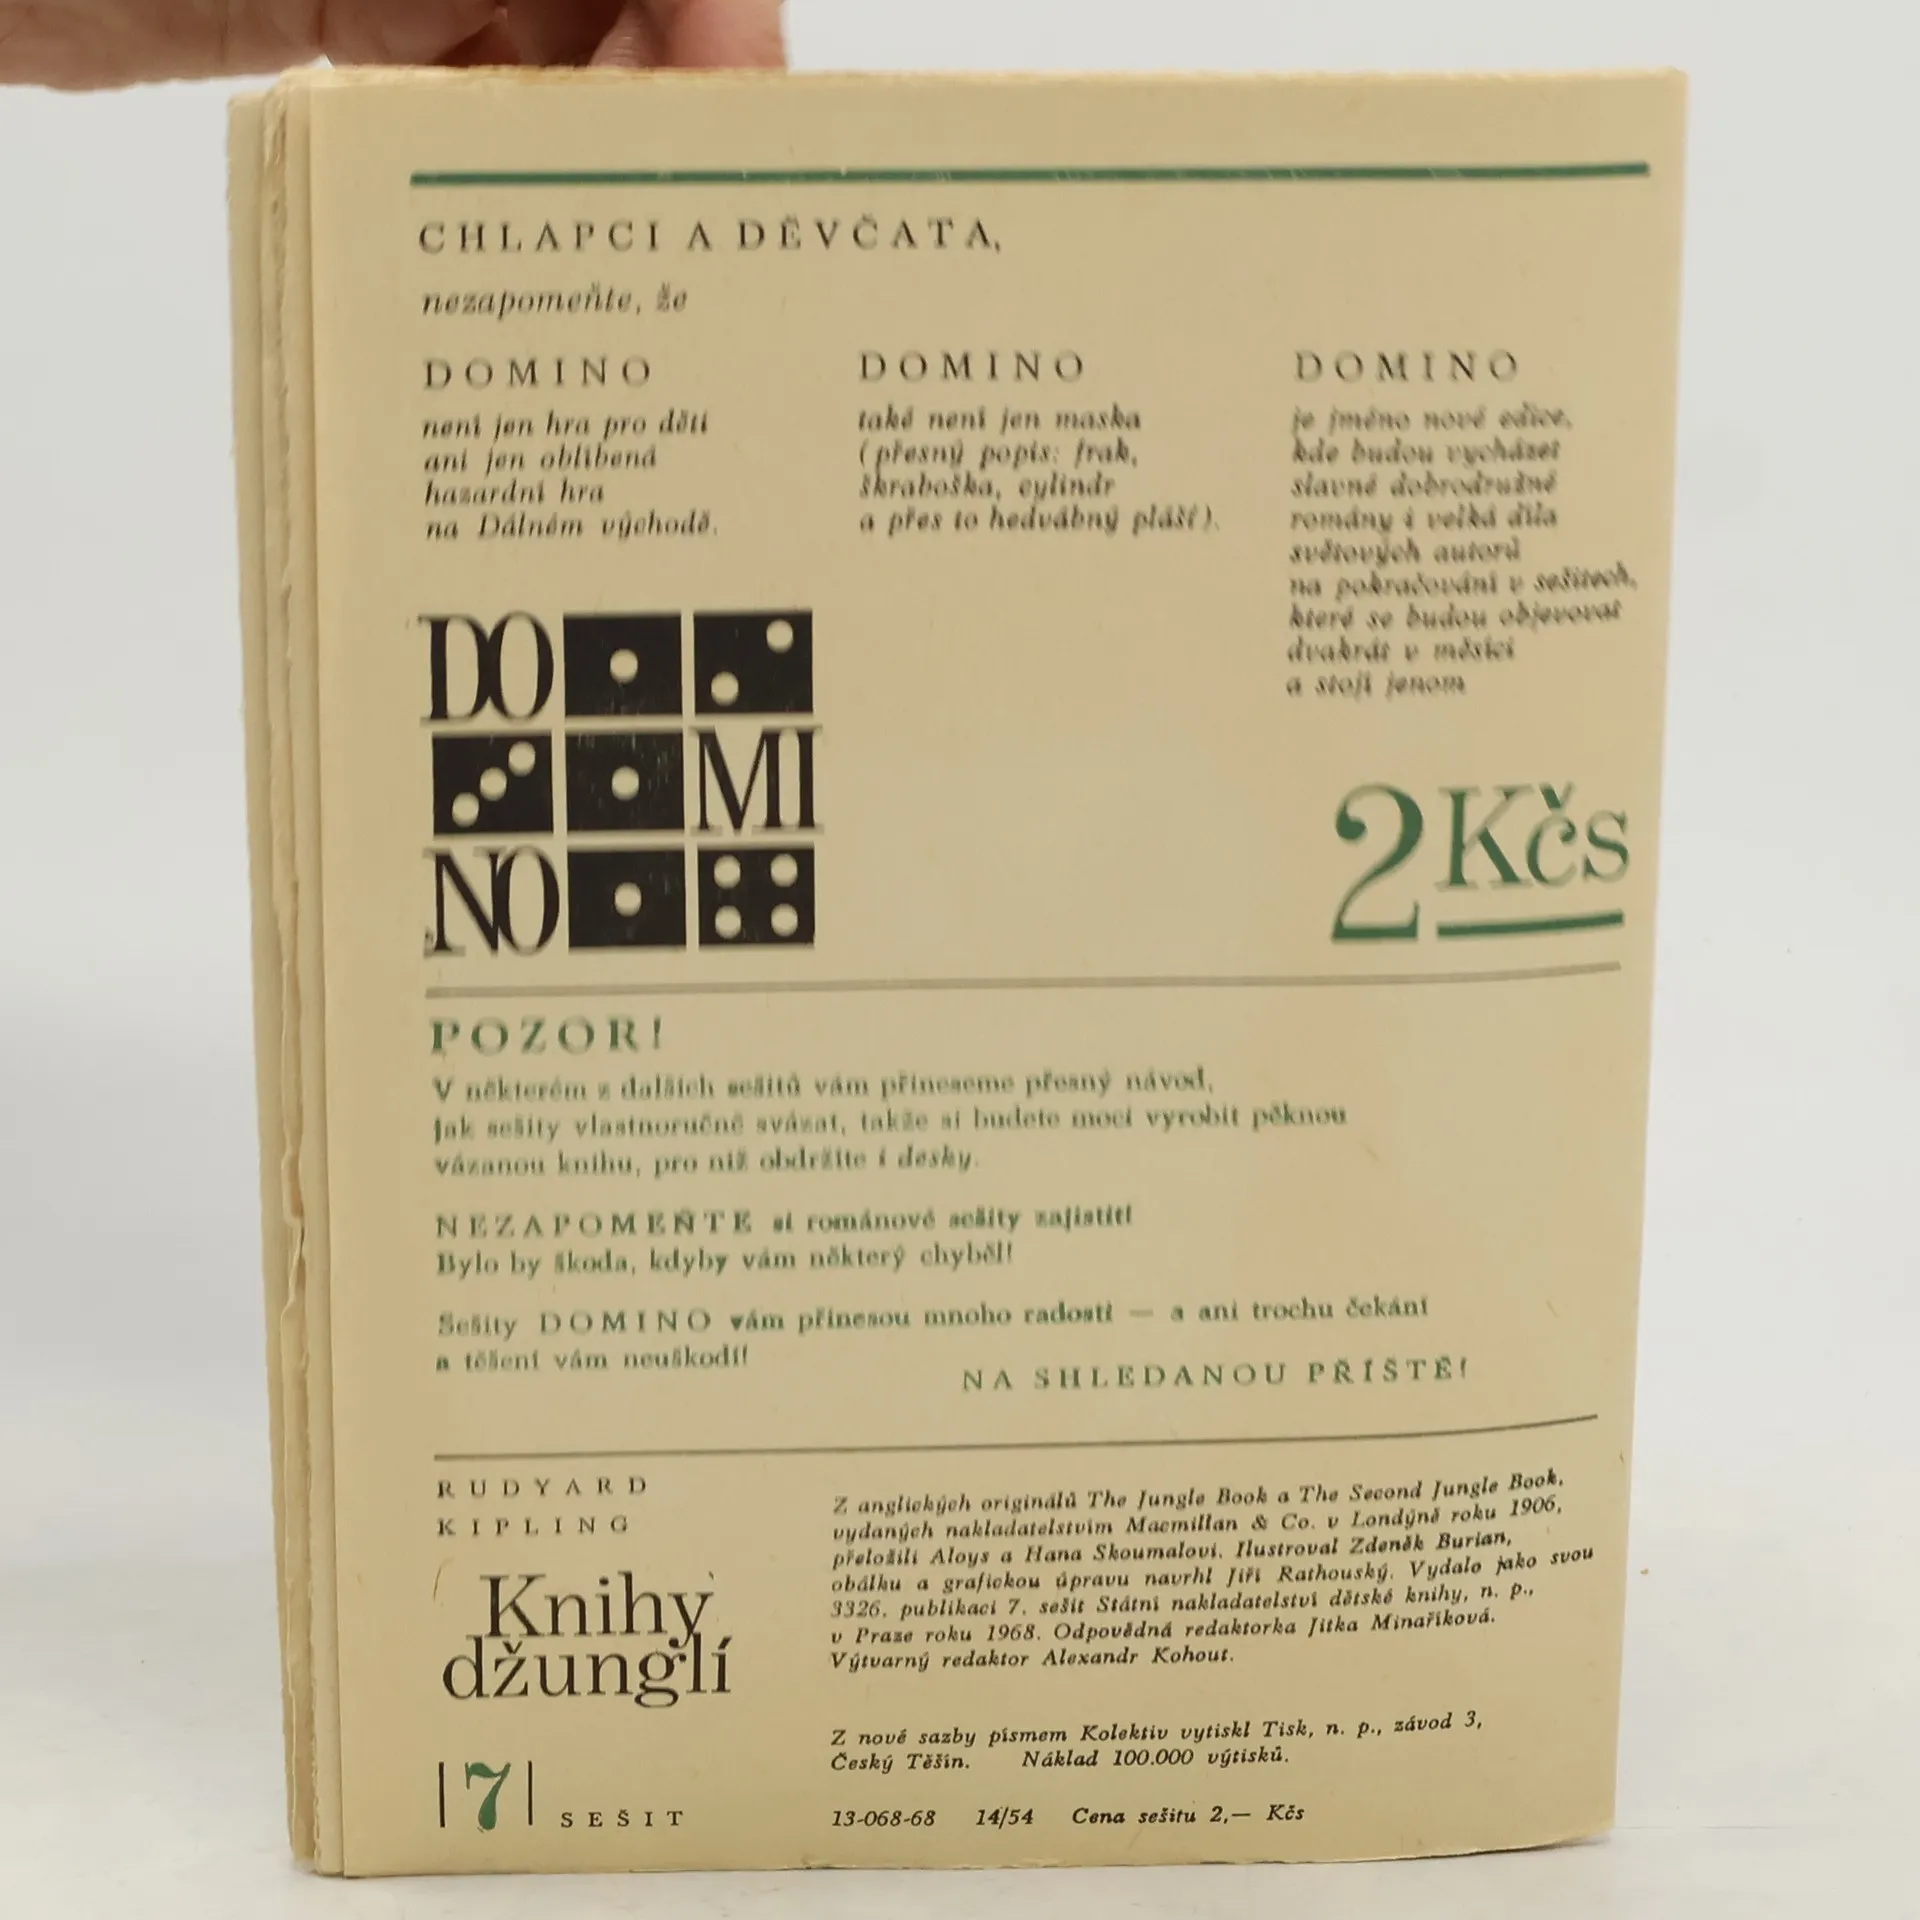 CHLAPCI A DĚVČATA,
nezapomeňte, že
DOMINO
není jen hra pro děti
ani jen oblíbená
hazardní hra
na Dálném východě.
DOMINO
také není jen maska
(přesný popis: frak,
škraboška, cylindr
a přes to hedvábný plášť).
DOMINO
je jméno nové edice,
kde budou vycházet
slavné dobrodružné
romány i velká díla
světových autorů
na pokračování v sešitech,
které se budou objevovat
dvakrát v měsíci
a stojí jenom
DO
MI
NO
2 Kčs
POZOR!
V některém z dalších sešitů vám přineseme přesný návod,
jak sešity vlastnoručně svázat, takže si budete moci vyrobit pěknou
vázanou knihu, pro niž obdržíte i desky.
NEZAPOMEŇTE si románové sešity zajistit!
Bylo by škoda, kdyby vám některý chyběl!
Sešity DOMINO vám přinesou mnoho radosti — a ani trochu čekání
a těšení vám neuškodí!
NA SHLEDANOU PŘÍŠTĚ!
RUDYARD
KIPLING
Knihy
džunglí
|7| SEŠIT
Z anglických originálů The Jungle Book a The Second Jungle Book,
vydaných nakladatelstvím Macmillan & Co. v Londýně roku 1906,
přeložili Aloys a Hana Skoumalovi. Ilustroval Zdeněk Burian,
obálku a grafickou úpravu navrhl Jiří Rathouský. Vydalo jako svou
3326. publikaci 7. sešit Státní nakladatelství dětské knihy, n. p.,
v Praze roku 1968. Odpovědná redaktorka Jitka Minaříková.
Výtvarný redaktor Alexandr Kohout.
Z nové sazby písmem Kolektiv vytiskl Tisk, n. p., závod 3,
Český Těšín. Náklad 100.000 výtisků.
13-068-68 14/54 Cena sešitu 2,— Kčs